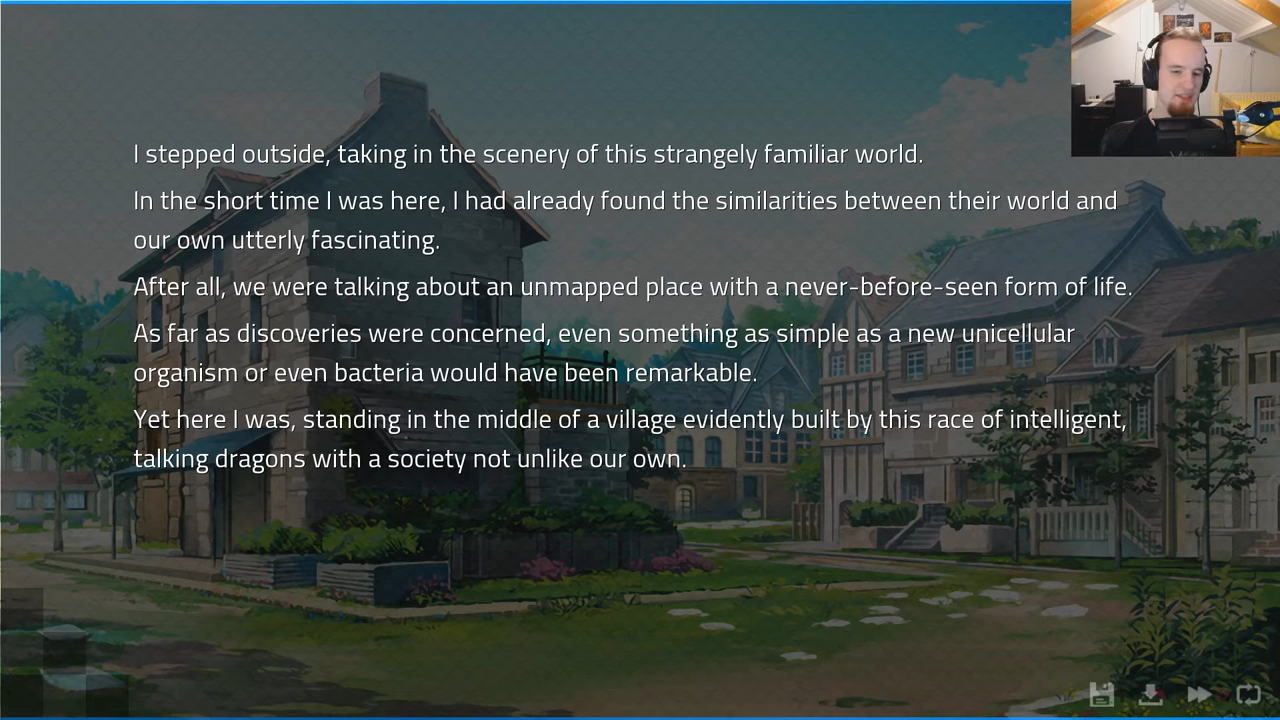 I stepped outside, taking in the scenery of this strangely familiar world.
In the short time I was here, I had already found the similarities between their world and
our own utterly fascinating.
After all, we were talking about an unmapped place with a never-before-seen form of life.
As far as discoveries were concerned, even something as simple as a new unicellular
organism or even bacteria would have been remarkable.
Yet here I was, standing in the middle of a village evidently built by this race of intelligent,
talking dragons with a society not unlike our own.